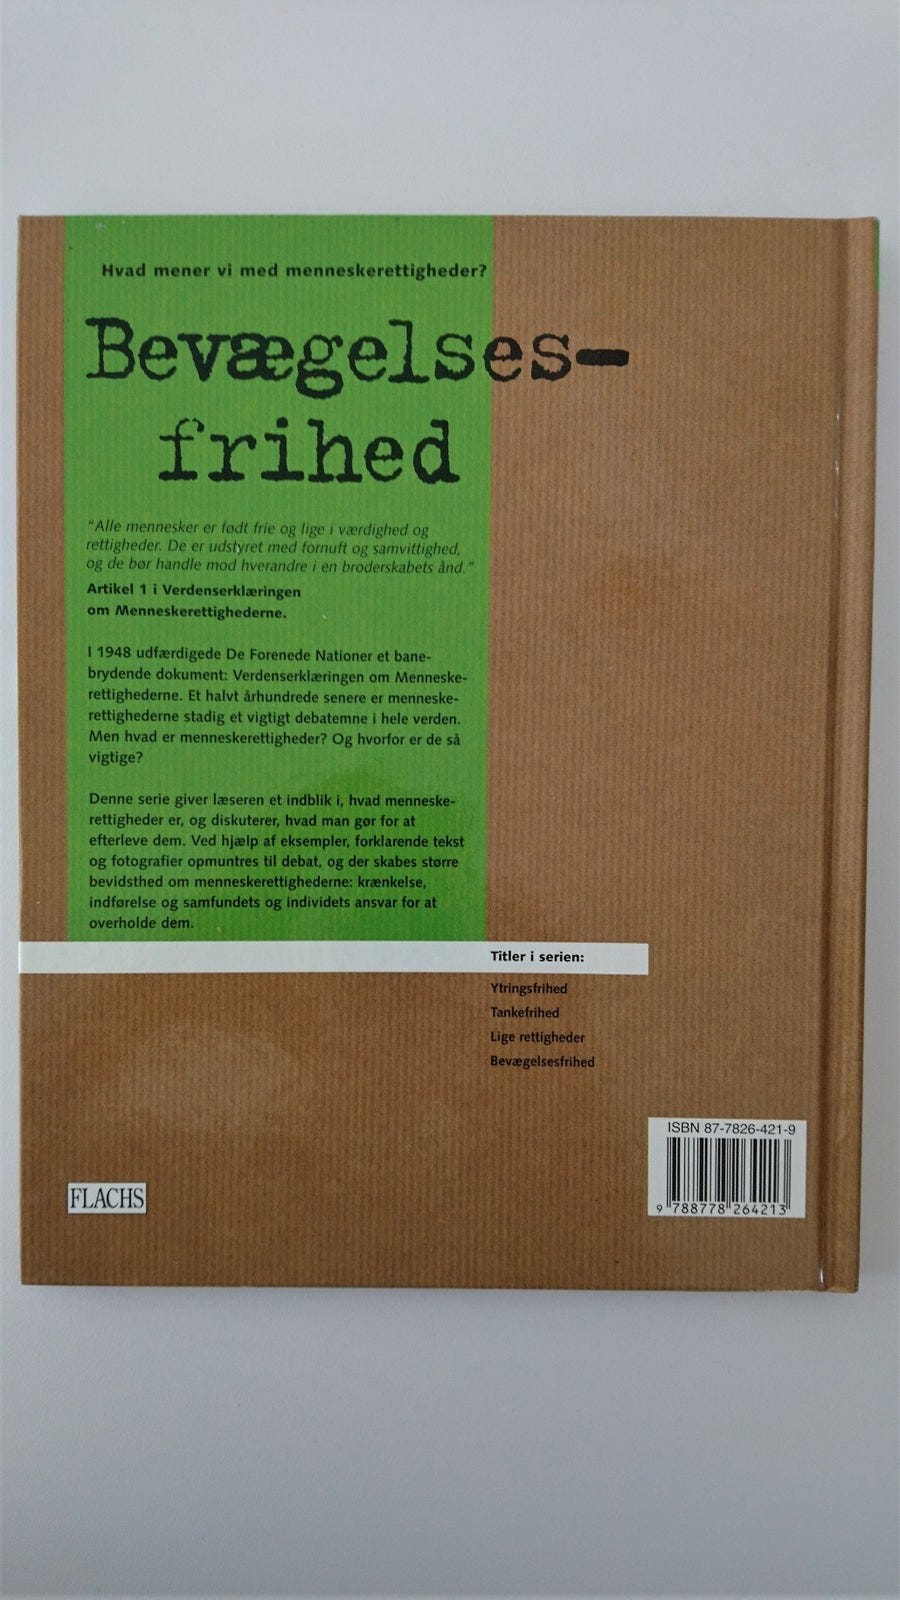 Hvad mener vi med menneskerettigheder?
Bevægelses-
frihed
"Alle mennesker er født frie og lige i værdighed og
rettigheder. De er udstyret med fornuft og samvittighed,
og de bør handle mod hverandre i en broderskabets ånd."
Artikel 1 i Verdenserklæringen
om Menneskerettighederne.
I 1948 udfærdigede De Forenede Nationer et bane-
brydende dokument: Verdenserklæringen om Menneske-
rettighederne. Et halvt århundrede senere er menneske-
rettighederne stadig et vigtigt debatemne i hele verden.
Men hvad er menneskerettigheder? Og hvorfor er de så
vigtige?
Denne serie giver læseren et indblik i, hvad menneske-
rettigheder er, og diskuterer, hvad man gør for at
efterleve dem. Ved hjælp af eksempler, forklarende tekst
og fotografier opmuntres til debat, og der skabes større
bevidsthed om menneskerettighederne: krænkelse,
indførelse og samfundets og individets ansvar for at
overholde dem.
Titler i serien:
Ytringsfrihed
Tankefrihed
Lige rettigheder
Bevægelsesfrihed
ISBN 87-7826-421-9
9 788778 264213
FLACHS